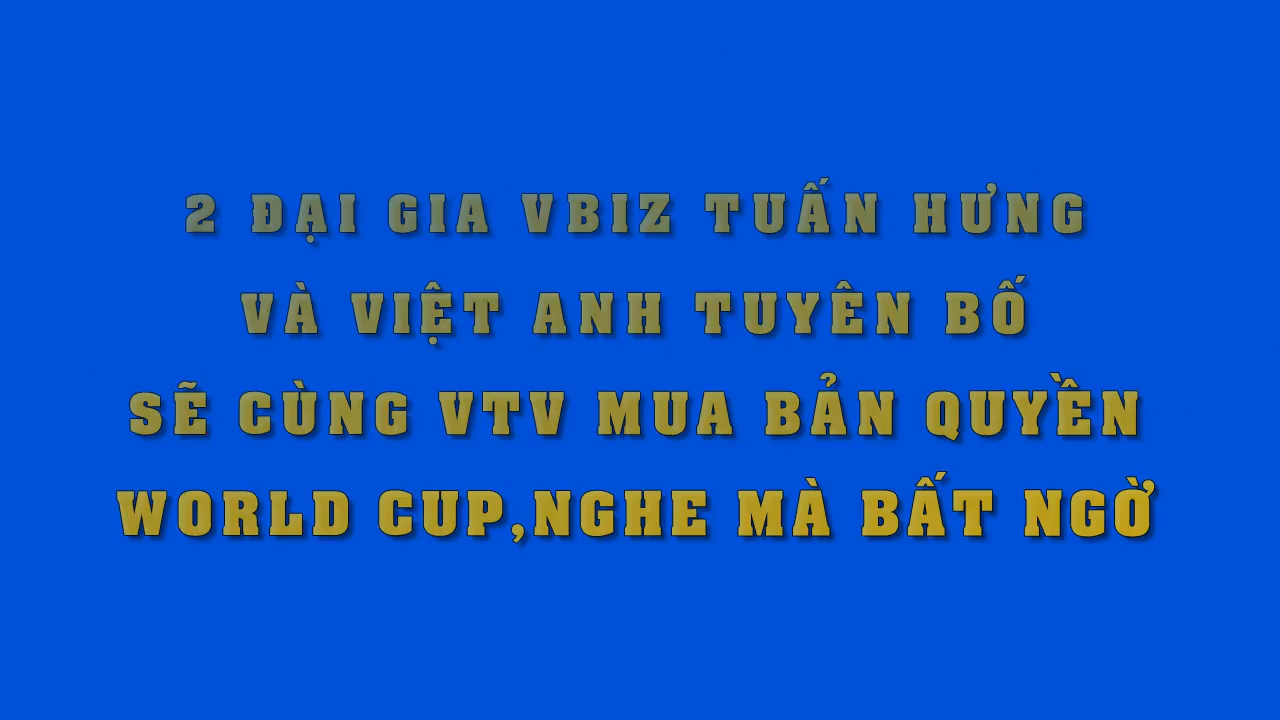 2 ĐẠI GIA VBIZ TUẤN HƯNG
VÀ VIỆT ANH TUYÊN BỐ
SẼ CÙNG VTV MUA BẢN QUYỀN
WORLD CUP,NGHE MÀ BẤT NGỜ